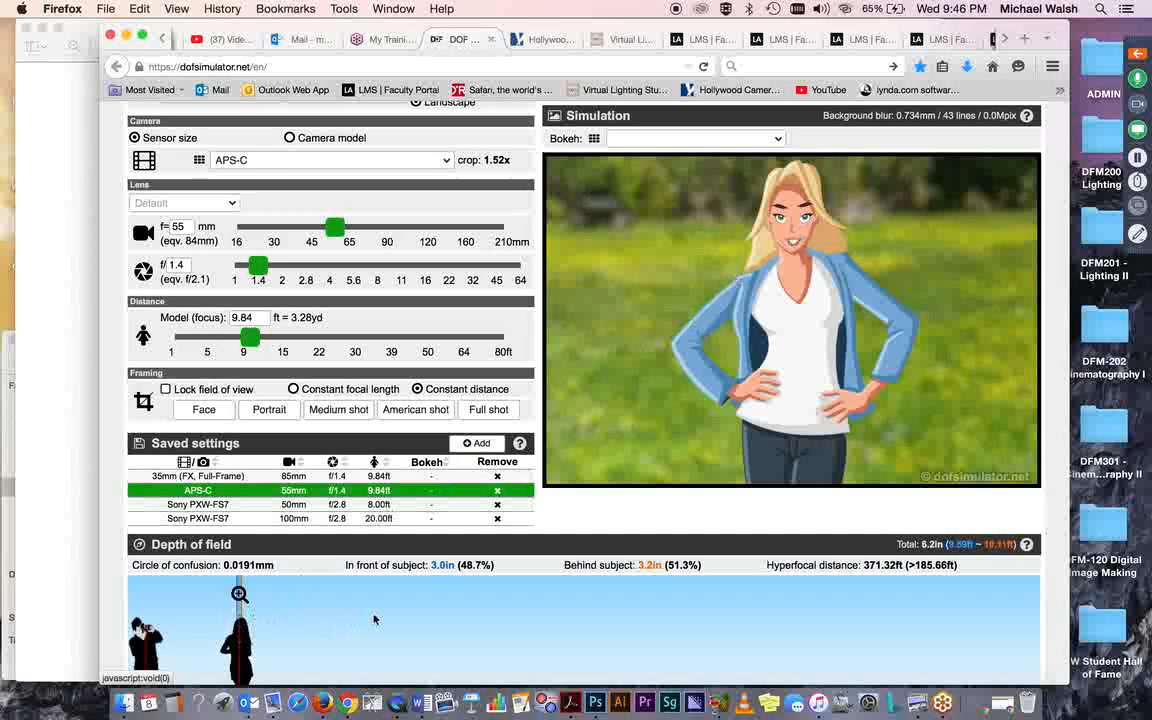 Firefox File Edit View History Bookmarks Tools Window Help 65% Wed 9:46 PM Michael Walsh
(37) Vide... Mail - m... My Traini... DOF ... Hollywoo... Virtual Li... LMS | Fa... LMS | Fa... LMS | Fa... LMS | Fa...
https://dofsimulator.net/en/
Most Visited Mail Outlook Web App LMS | Faculty Portal Safari, the world's ... Virtual Lighting Stu... Hollywood Camer... YouTube lynda.com softwar...
Landscape
Camera
Sensor size Camera model
APS-C crop: 1.52x
Lens
Default
f= 55 mm
(eqv. 84mm) 16 30 45 65 90 120 160 210mm
f/ 1.4
(eqv. f/2.1) 1 1.4 2 2.8 4 5.6 8 11 16 22 32 45 64
Distance
Model (focus): 9.84 ft = 3.28yd
1 5 9 15 22 30 39 50 64 80ft
Framing
Lock field of view Constant focal length Constant distance
Face Portrait Medium shot American shot Full shot
Saved settings Add ?
/ Bokeh Remove
35mm (FX, Full-Frame) 85mm f/1.4 9.84ft - ×
APS-C 55mm f/1.4 9.84ft - ×
Sony PXW-FS7 50mm f/2.8 8.00ft - ×
Sony PXW-FS7 100mm f/2.8 20.00ft - ×
Simulation Background blur: 0.734mm / 43 lines / 0.0Mpix ?
Bokeh:
© dofsimulator.net
Depth of field Total: 6.2in (9.59ft ~ 10.11ft) ?
Circle of confusion: 0.0191mm In front of subject: 3.0in (48.7%) Behind subject: 3.2in (51.3%) Hyperfocal distance: 371.32ft (>185.66ft)
javascript:void(0)
ADMIN
DFM200
Lighting
DFM201 -
Lighting II
DFM-202
inematography I
DFM301 -
inem...raphy II
FM-120 Digital
mage Making
W Student Hall
of Fame